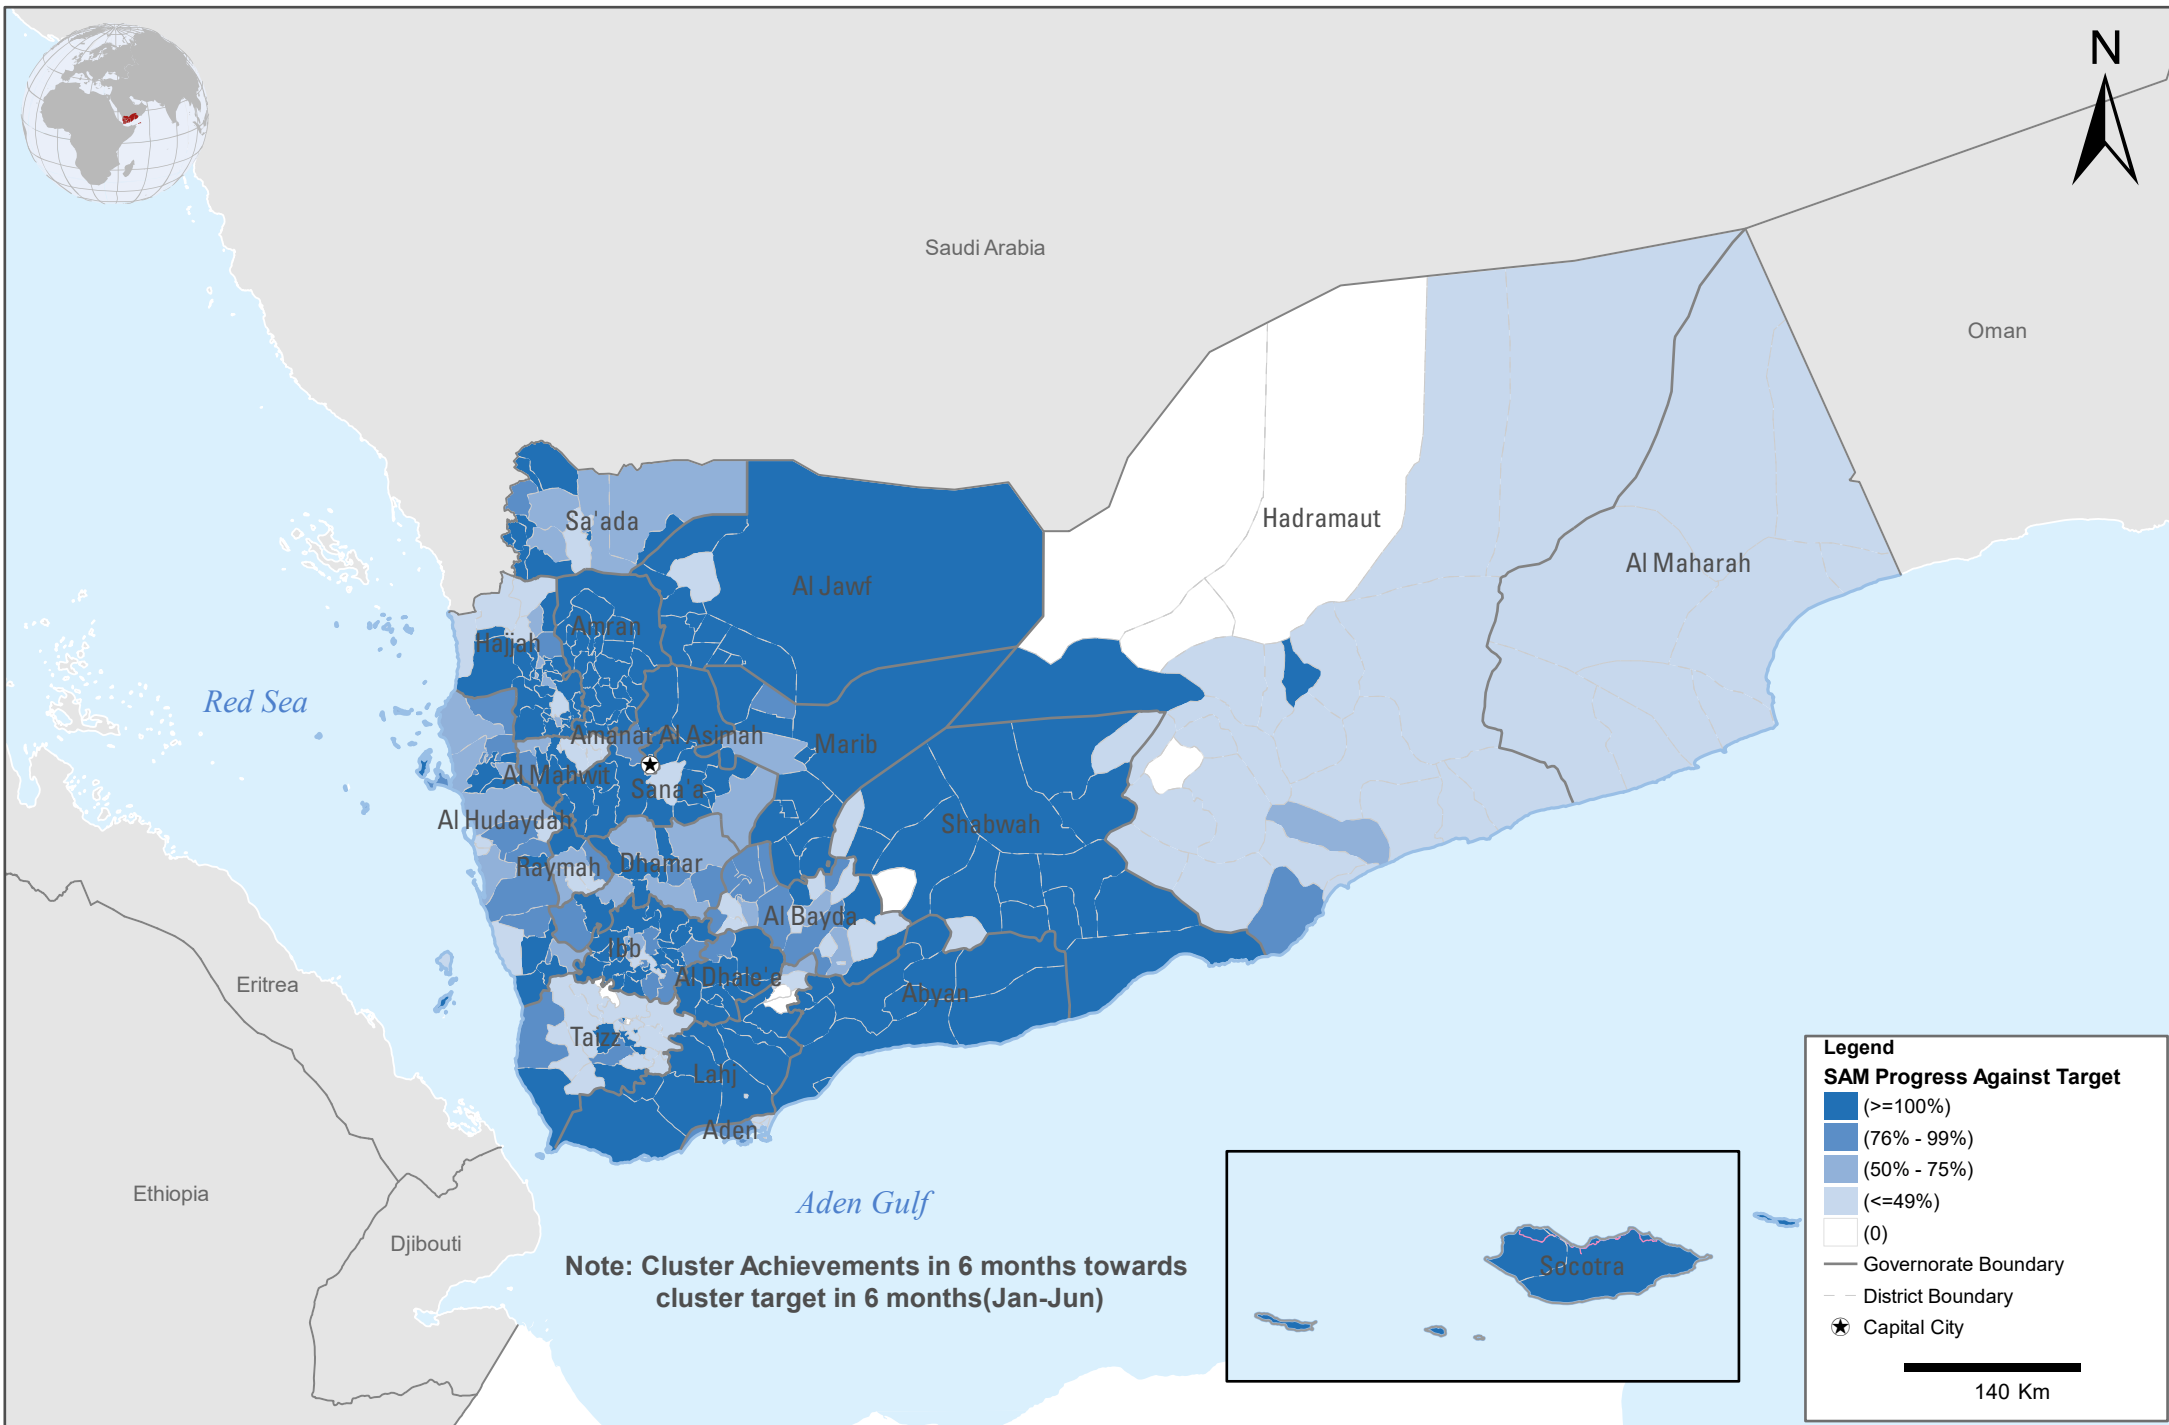 N
Saudi Arabia
Oman
Hadramaut
Sa'ada
Al Maharah
Al Jawf
Amran
Hajjah
Red Sea
Amanat Al Asimah
Marib
Al Mahwit
Sana'a
Al Hudaydah
Shabwah
Raymah
Dhamar
Al Bayda
Ibb
Al Dhale'e
Eritrea
Abyan
Taizz
Lahj
Aden
Ethiopia
Aden Gulf
Djibouti
Socotra
Note: Cluster Achievements in 6 months towards
cluster target in 6 months(Jan-Jun)
Legend
SAM Progress Against Target
(>=100%)
(76% - 99%)
(50% - 75%)
(<=49%)
(0)
Governorate Boundary
District Boundary
Capital City
140 Km